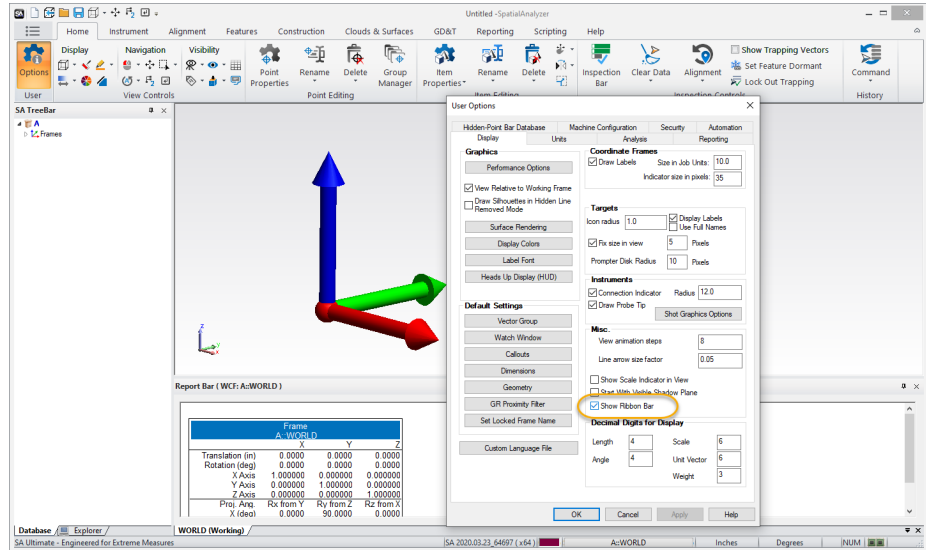 SA
Untitled -SpatialAnalyzer
Home Instrument Alignment Features Construction Clouds & Surfaces GD&T Reporting Scripting Help
Options
User
Display Navigation Visibility
View Controls
Point Properties
Rename
Delete
Group Manager
Point Editing
Item Properties
Rename
Delete
Item Editing
Inspection Bar
Clear Data
Alignment
Show Trapping Vectors
Set Feature Dormant
Lock Out Trapping
Inspection Controls
Command
History
SA TreeBar
A
Frames
Z
Y
X
User Options
Hidden-Point Bar Database Machine Configuration Security Automation
Display Units Analysis Reporting
Graphics
Performance Options
View Relative to Working Frame
Draw Silhouettes in Hidden Line Removed Mode
Surface Rendering
Display Colors
Label Font
Heads Up Display (HUD)
Default Settings
Vector Group
Watch Window
Callouts
Dimensions
Geometry
GR Proximity Filter
Set Locked Frame Name
Custom Language File
Coordinate Frames
Draw Labels Size in Job Units: 10.0
Indicator size in pixels: 35
Targets
Icon radius 1.0 Display Labels
Use Full Names
Fix size in view 5 Pixels
Prompter Disk Radius 10 Pixels
Instruments
Connection Indicator Radius 12.0
Draw Probe Tip Shot Graphics Options
Misc.
View animation steps 8
Line arrow size factor 0.05
Show Scale Indicator in View
Start With Visible Shadow Plane
Show Ribbon Bar
Decimal Digits for Display
Length 4 Scale 6
Angle 4 Unit Vector 6
Weight 3
OK Cancel Apply Help
Report Bar ( WCF: A::WORLD )
Frame
A::WORLD
X Y Z
Translation (in) 0.0000 0.0000 0.0000
Rotation (deg) 0.0000 0.0000 0.0000
X Axis 1.000000 0.000000 0.000000
Y Axis 0.000000 1.000000 0.000000
Z Axis 0.000000 0.000000 1.000000
Proj. Ang. Rx from Y Ry from Z Rz from X
X (deg) 0.0000 90.0000 0.0000
Database Explorer
WORLD (Working)
SA Ultimate - Engineered for Extreme Measures
SA 2020.03.23_64697 ( x64 )
A::WORLD
Inches
Degrees
NUM